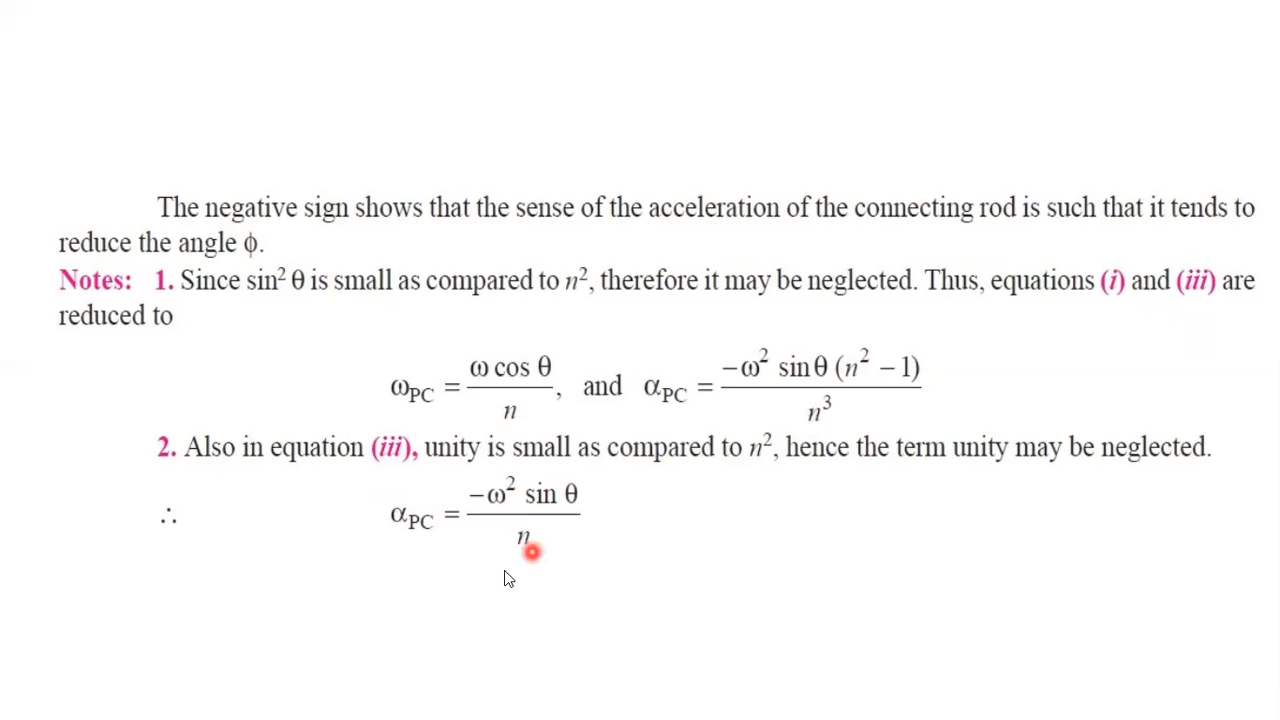 The negative sign shows that the sense of the acceleration of the connecting rod is such that it tends to
reduce the angle ϕ.
Notes: 1. Since sin² θ is small as compared to n², therefore it may be neglected. Thus, equations (i) and (iii) are
reduced to
ω_PC = ω cos θ / n, and α_PC = −ω² sin θ (n² − 1) / n³
2. Also in equation (iii), unity is small as compared to n², hence the term unity may be neglected.
∴ α_PC = −ω² sin θ / n